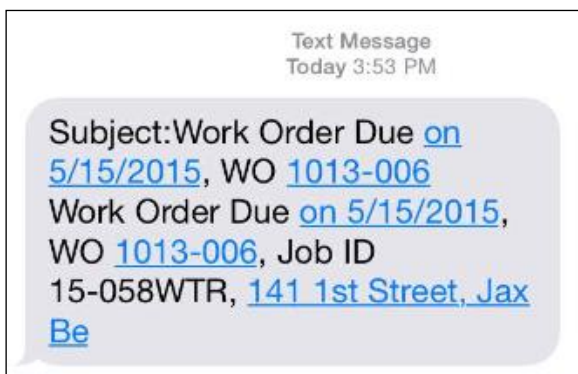 Text Message
Today 3:53 PM
Subject:Work Order Due on
5/15/2015, WO 1013-006
Work Order Due on 5/15/2015,
WO 1013-006, Job ID
15-058WTR, 141 1st Street, Jax
Be